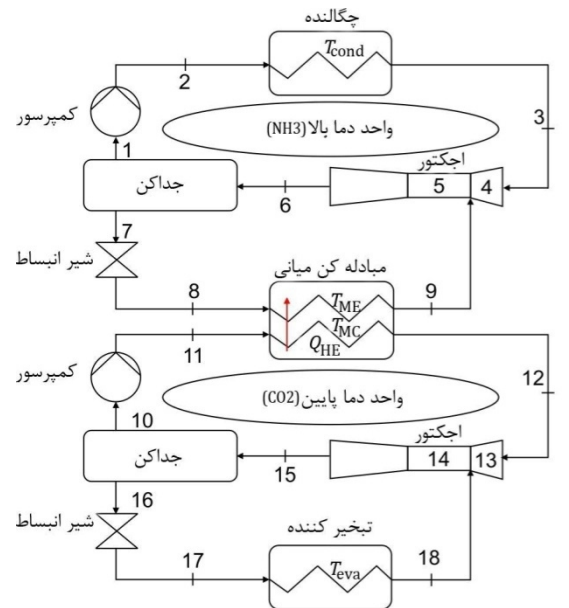 چگالنده
T_cond
2
کمپرسور
واحد دما بالا(NH3)
3
1
اجکتور
جداکن
6
5
4
7
شیر انبساط
مبادله کن میانی
8
T_ME
9
T_MC
11
Q_HE
کمپرسور
12
واحد دما پایین(CO2)
10
اجکتور
جداکن
15
14
13
16
شیر انبساط
تبخیر کننده
17
T_eva
18